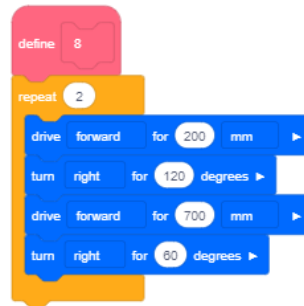 define 8
repeat 2
drive forward for 200 mm
turn right for 120 degrees
drive forward for 700 mm
turn right for 60 degrees